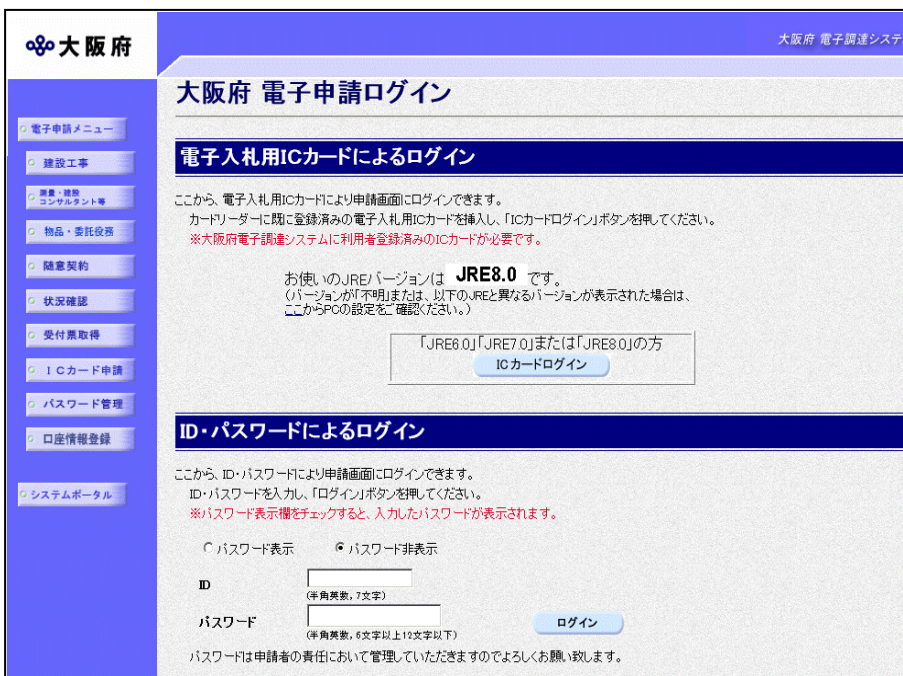 大阪府
大阪府 電子調達システ
大阪府 電子申請ログイン
電子申請メニュー
建設工事
測量・建設
コンサルタント等
物品・委託役務
随意契約
状況確認
受付票取得
ＩＣカード申請
パスワード管理
口座情報登録
システムポータル
電子入札用ICカードによるログイン
ここから、電子入札用ICカードにより申請画面にログインできます。
カードリーダーに既に登録済みの電子入札用ICカードを挿入し、「ICカードログイン」ボタンを押してください。
※大阪府電子調達システムに利用者登録済みのICカードが必要です。
お使いのJREバージョンは JRE8.0 です。
（バージョンが「不明」または、以下のJREと異なるバージョンが表示された場合は、
ここからPCの設定をご確認ください。）
「JRE6.0」「JRE7.0」または「JRE8.0」の方
ICカードログイン
ID・パスワードによるログイン
ここから、ID・パスワードにより申請画面にログインできます。
ID・パスワードを入力し、「ログイン」ボタンを押してください。
※パスワード表示欄をチェックすると、入力したパスワードが表示されます。
パスワード表示 パスワード非表示
ID
(半角英数,7文字)
パスワード
ログイン
(半角英数,6文字以上12文字以下)
パスワードは申請者の責任において管理していただきますのでよろしくお願い致します。